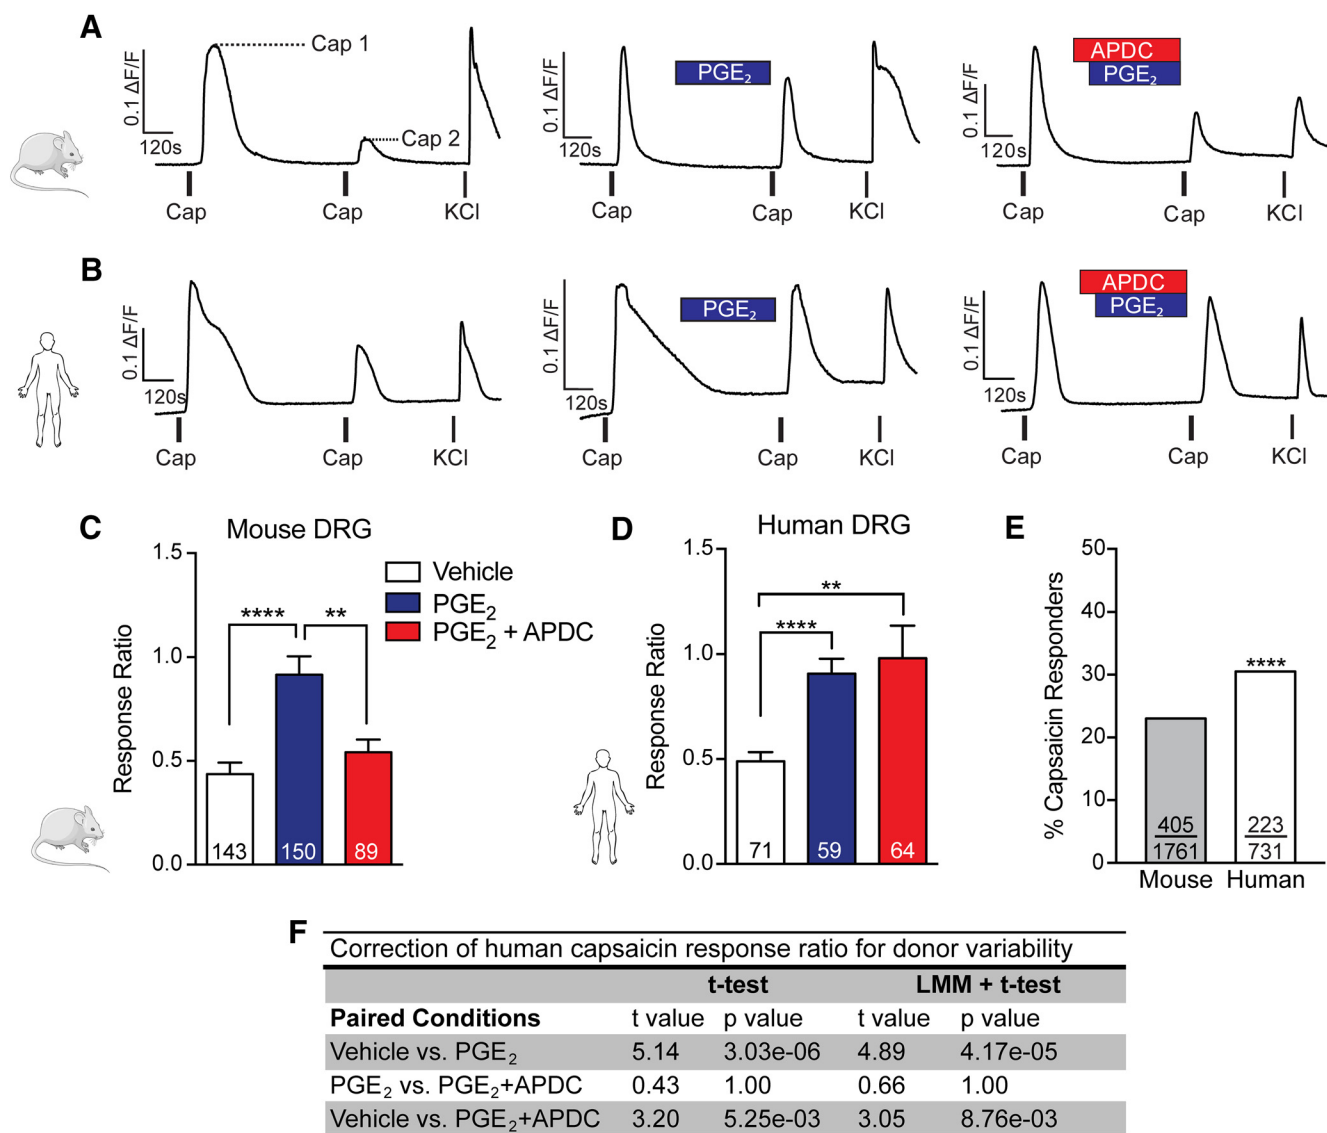 A
Cap 1
Cap 2
0.1 ΔF/F
120s
Cap
Cap
KCl
PGE₂
0.1 ΔF/F
120s
Cap
Cap
KCl
APDC
PGE₂
0.1 ΔF/F
120s
Cap
Cap
KCl
B
0.1 ΔF/F
120s
Cap
Cap
KCl
PGE₂
0.1 ΔF/F
120s
Cap
Cap
KCl
APDC
PGE₂
0.1 ΔF/F
120s
Cap
Cap
KCl
C
Mouse DRG
Response Ratio
1.5
1.0
0.5
0.0
****
**
143
150
89
Vehicle
PGE₂
PGE₂ + APDC
D
Human DRG
Response Ratio
1.5
1.0
0.5
0.0
**
****
71
59
64
E
% Capsaicin Responders
50
40
30
20
10
0
****
405
1761
223
731
Mouse Human
F
Correction of human capsaicin response ratio for donor variability
t-test LMM + t-test
Paired Conditions t value p value t value p value
Vehicle vs. PGE₂ 5.14 3.03e-06 4.89 4.17e-05
PGE₂ vs. PGE₂+APDC 0.43 1.00 0.66 1.00
Vehicle vs. PGE₂+APDC 3.20 5.25e-03 3.05 8.76e-03